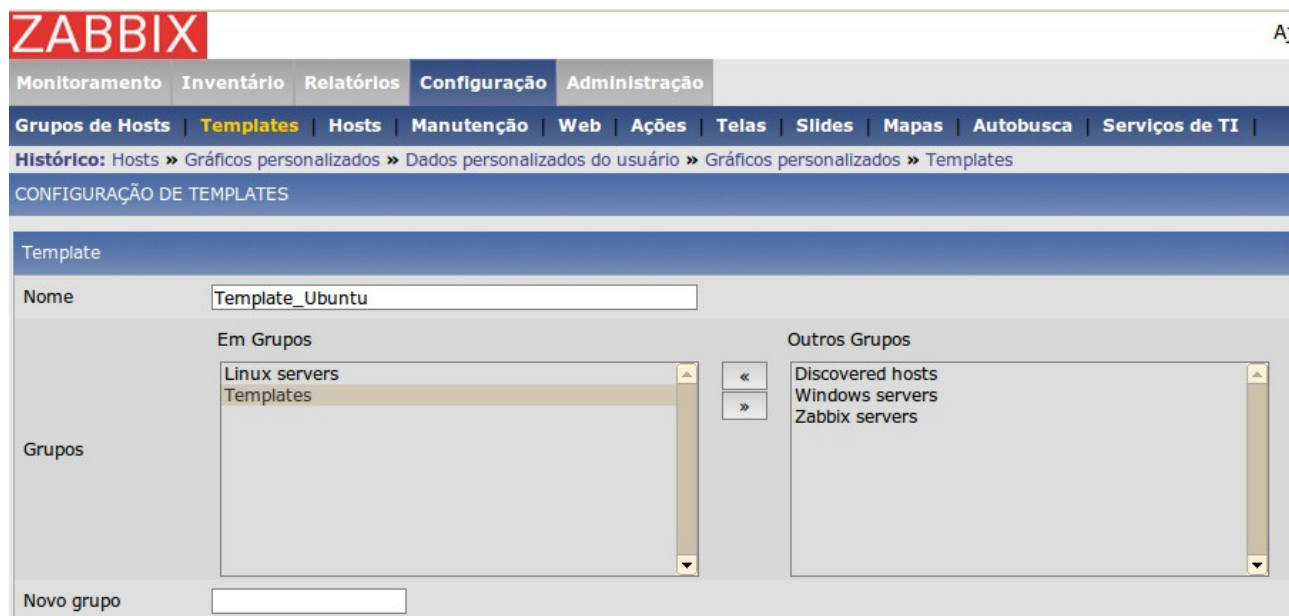 ZABBIX
Monitoramento Inventário Relatórios Configuração Administração
Grupos de Hosts | Templates | Hosts | Manutenção | Web | Ações | Telas | Slides | Mapas | Autobusca | Serviços de TI |
Histórico: Hosts » Gráficos personalizados » Dados personalizados do usuário » Gráficos personalizados » Templates
CONFIGURAÇÃO DE TEMPLATES
Template
Nome Template_Ubuntu
Em Grupos Outros Grupos
Linux servers « Discovered hosts
Templates Windows servers
» Zabbix servers
Grupos
Novo grupo